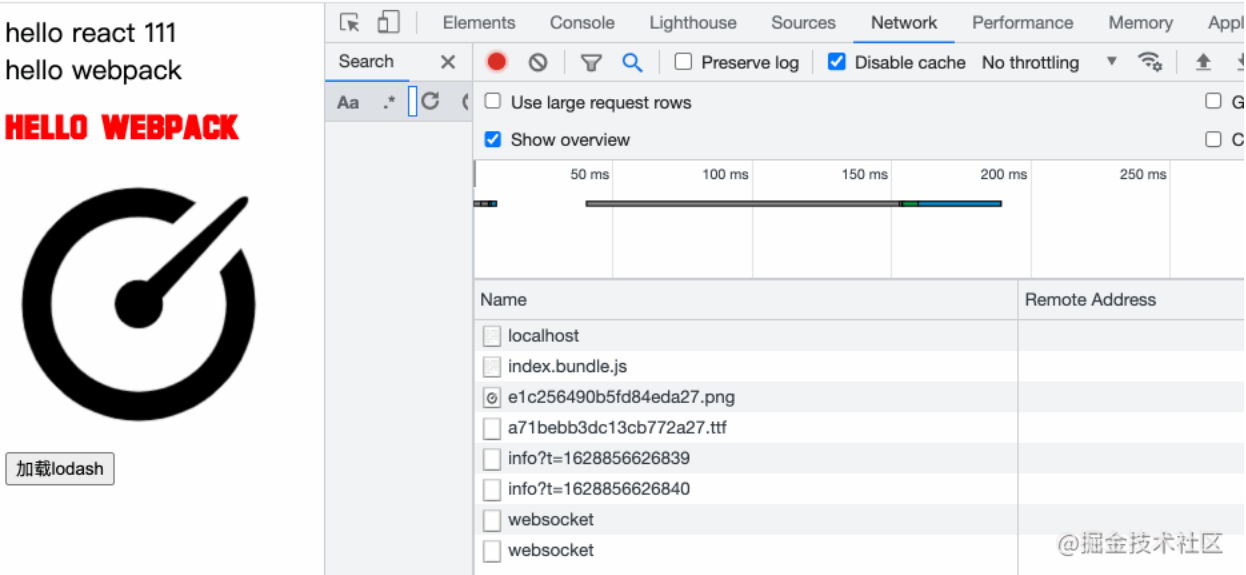 hello react 111
hello webpack
HELLO WEBPACK
加载lodash
Elements Console Lighthouse Sources Network Performance Memory Appl
Search
Preserve log Disable cache No throttling
Aa .*
Use large request rows G
Show overview C
50 ms 100 ms 150 ms 200 ms 250 ms
Name Remote Address
localhost
index.bundle.js
e1c256490b5fd84eda27.png
a71bebb3dc13cb772a27.ttf
info?t=1628856626839
info?t=1628856626840
websocket
websocket
@掘金技术社区